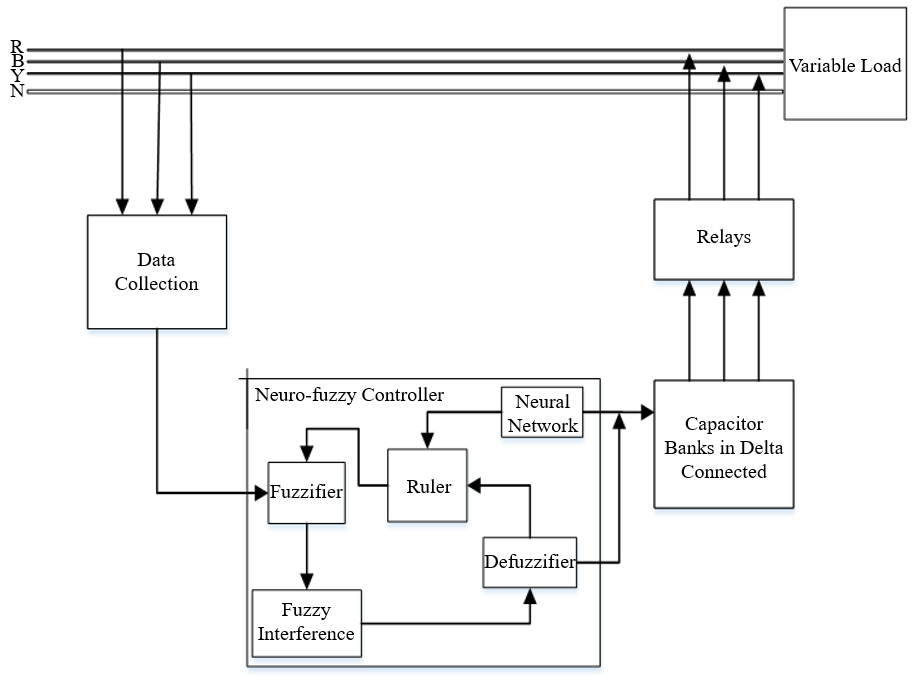 R
B
Y
N
Variable Load
Data
Collection
Relays
Neuro-fuzzy Controller
Neural
Network
Capacitor
Banks in Delta
Connected
Fuzzifier
Ruler
Defuzzifier
Fuzzy
Interference